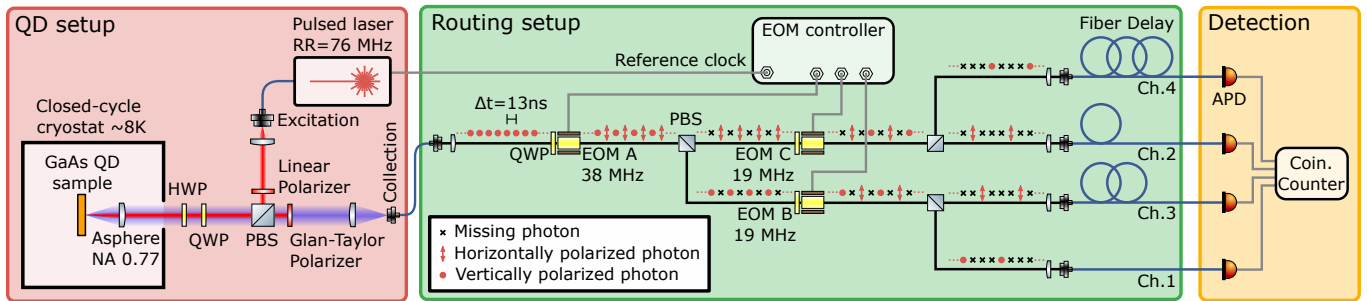 QD setup
Pulsed laser
RR=76 MHz
Closed-cycle
cryostat ~8K
GaAs QD
sample
Asphere
NA 0.77
HWP
QWP
PBS
Excitation
Linear
Polarizer
Glan-Taylor
Polarizer
Collection
Routing setup
EOM controller
Reference clock
Δt=13ns
QWP
EOM A
38 MHz
PBS
EOM C
19 MHz
EOM B
19 MHz
Missing photon
Horizontally polarized photon
Vertically polarized photon
Fiber Delay
Ch.4
Ch.2
Ch.3
Ch.1
Detection
APD
Coin.
Counter